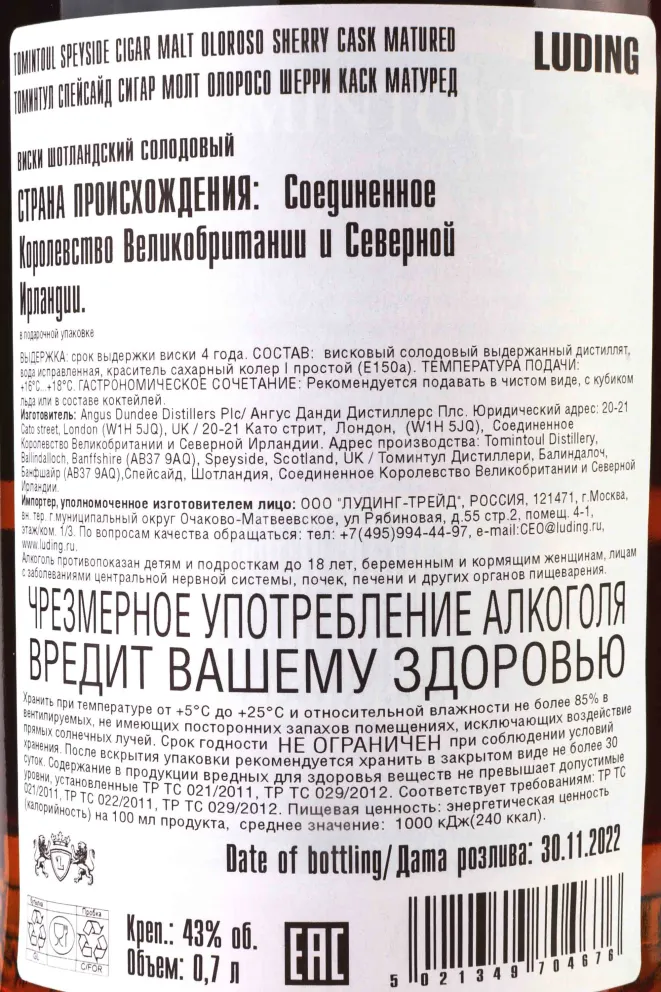 TOMINTOUL SPEYSIDE CIGAR MALT OLOROSO SHERRY CASK MATURED
LUDING
ТОМИНТУЛ СПЕЙСАЙД СИГАР МОЛТ ОЛОРОСО ШЕРРИ КАСК МАТУРЕД
ВИСКИ ШОТЛАНДСКИЙ СОЛОДОВЫЙ
СТРАНА ПРОИСХОЖДЕНИЯ: Соединенное
Королевство Великобритании и Северной
Ирландии.
в подарочной упаковке
ВЫДЕРЖКА: срок выдержки виски 4 года. СОСТАВ: висковый солодовый выдержанный дистиллят,
вода исправленная, краситель сахарный колер I простой (Е150а). ТЕМПЕРАТУРА ПОДАЧИ:
+16°С...+18°С. ГАСТРОНОМИЧЕСКОЕ СОЧЕТАНИЕ: Рекомендуется подавать в чистом виде, с кубиком
льда или в составе коктейлей.
Изготовитель: Angus Dundee Distillers Plc/ Ангус Данди Дистиллерс Плс. Юридический адрес: 20-21
Cato street, London (W1H 5JQ), UK / 20-21 Като стрит, Лондон, (W1H 5JQ), Соединенное
Королевство Великобритании и Северной Ирландии. Адрес производства: Tomintoul Distillery,
Ballindalloch, Banffshire (AB37 9AQ), Speyside, Scotland, UK / Томинтул Дистиллери, Балиндалоч,
Банфшайр (AB37 9AQ),Спейсайд, Шотландия, Соединенное Королевство Великобритании и Северной
Ирландии.
Импортер, уполномоченное изготовителем лицо: ООО "ЛУДИНГ-ТРЕЙД", РОССИЯ, 121471, г.Москва,
вн. тер. г.муниципальный округ Очаково-Матвеевское, ул Рябиновая, д.55 стр.2, помещ. 4-1,
этаж/ком. 1/3. По вопросам качества обращаться: тел: +7(495)994-44-97, e-mail:CEO@luding.ru,
www.luding.ru.
Алкоголь противопоказан детям и подросткам до 18 лет, беременным и кормящим женщинам, лицам
с заболеваниями центральной нервной системы, почек, печени и других органов пищеварения.
ЧРЕЗМЕРНОЕ УПОТРЕБЛЕНИЕ АЛКОГОЛЯ
ВРЕДИТ ВАШЕМУ ЗДОРОВЬЮ
Хранить при температуре от +5°С до +25°С и относительной влажности не более 85% в
вентилируемых, не имеющих посторонних запахов помещениях, исключающих воздействие
прямых солнечных лучей. Срок годности НЕ ОГРАНИЧЕН при соблюдении условий
хранения. После вскрытия упаковки рекомендуется хранить в закрытом виде не более 30
суток. Содержание в продукции вредных для здоровья веществ не превышает допустимые
уровни, установленные ТР ТС 021/2011, ТР ТС 029/2012. Соответствует требованиям: ТР ТС
021/2011, ТР ТС 022/2011, ТР ТС 029/2012. Пищевая ценность: энергетическая ценность
(калорийность) на 100 мл продукта, среднее значение: 1000 кДж(240 ккал).
Date of bottling/Дата розлива: 30.11.2022
Бутылка
GL
Пробка
C/FOR
Креп.: 43% об.
Объем: 0,7 л
EAC
5 021349 704676